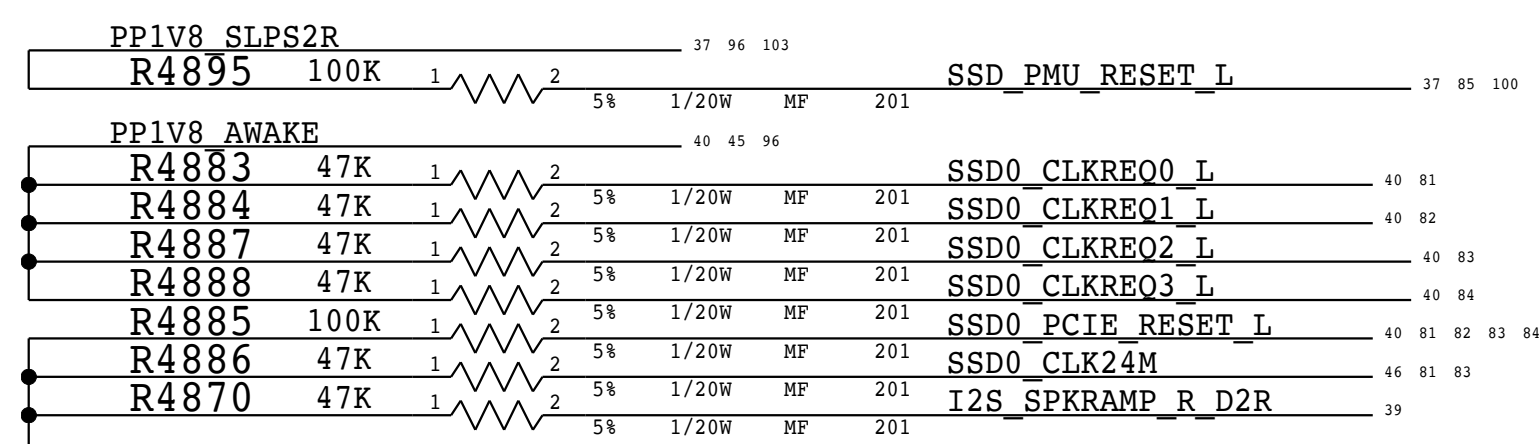 PP1V8_SLPS2R 37 96 103
R4895 100K 1 2 5% 1/20W MF 201 SSD_PMU_RESET_L 37 85 100
PP1V8_AWAKE 40 45 96
R4883 47K 1 2 5% 1/20W MF 201 SSD0_CLKREQ0_L 40 81
R4884 47K 1 2 5% 1/20W MF 201 SSD0_CLKREQ1_L 40 82
R4887 47K 1 2 5% 1/20W MF 201 SSD0_CLKREQ2_L 40 83
R4888 47K 1 2 5% 1/20W MF 201 SSD0_CLKREQ3_L 40 84
R4885 100K 1 2 5% 1/20W MF 201 SSD0_PCIE_RESET_L 40 81 82 83 84
R4886 47K 1 2 5% 1/20W MF 201 SSD0_CLK24M 46 81 83
R4870 47K 1 2 5% 1/20W MF 201 I2S_SPKRAMP_R_D2R 39